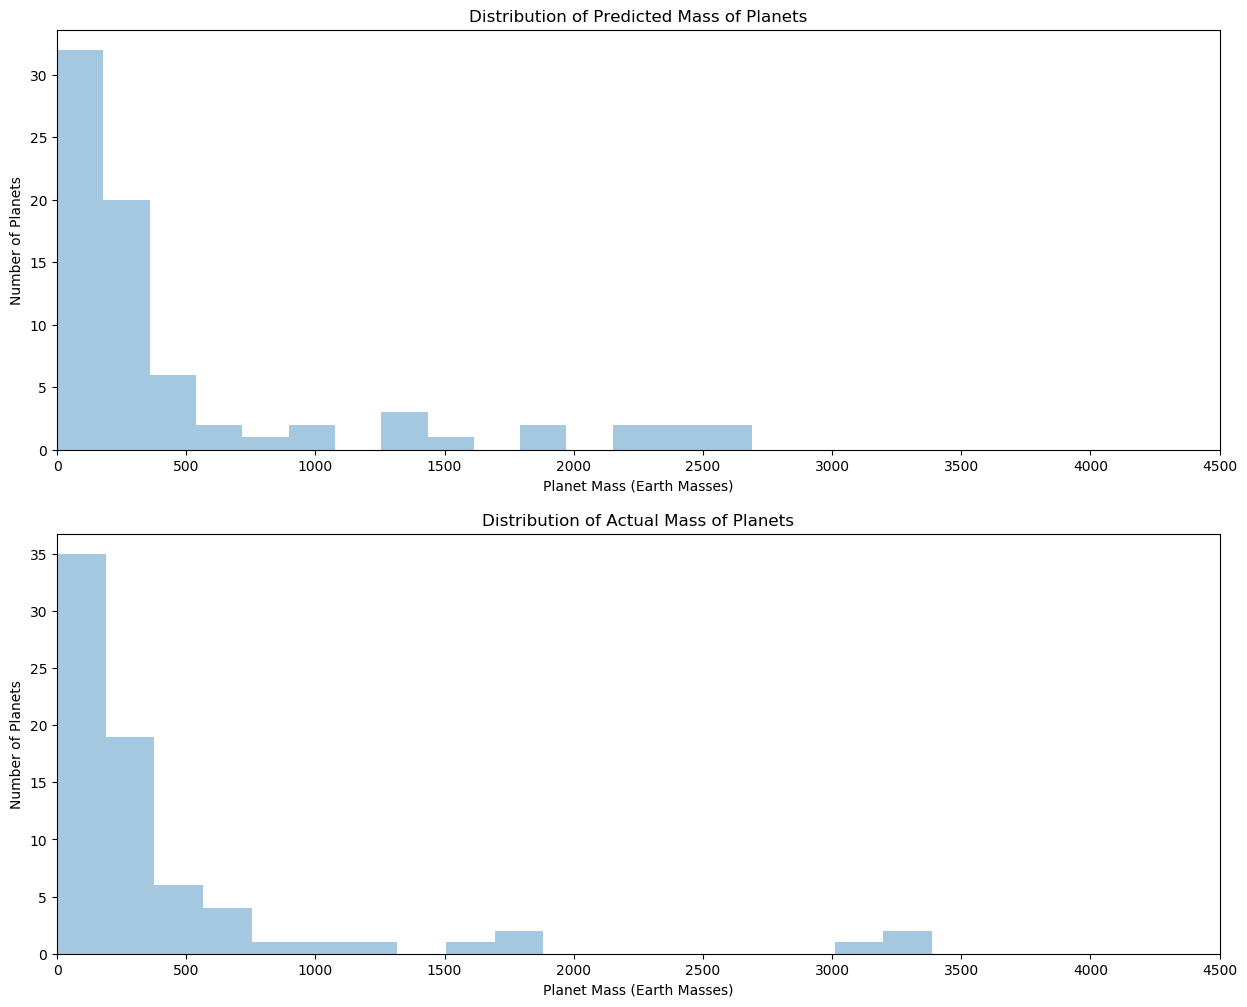 Distribution of Predicted Mass of Planets
30
25
20
15
10
5
0
Number of Planets
0 500 1000 1500 2000 2500 3000 3500 4000 4500
Planet Mass (Earth Masses)
Distribution of Actual Mass of Planets
35
30
25
20
15
10
5
0
Number of Planets
0 500 1000 1500 2000 2500 3000 3500 4000 4500
Planet Mass (Earth Masses)